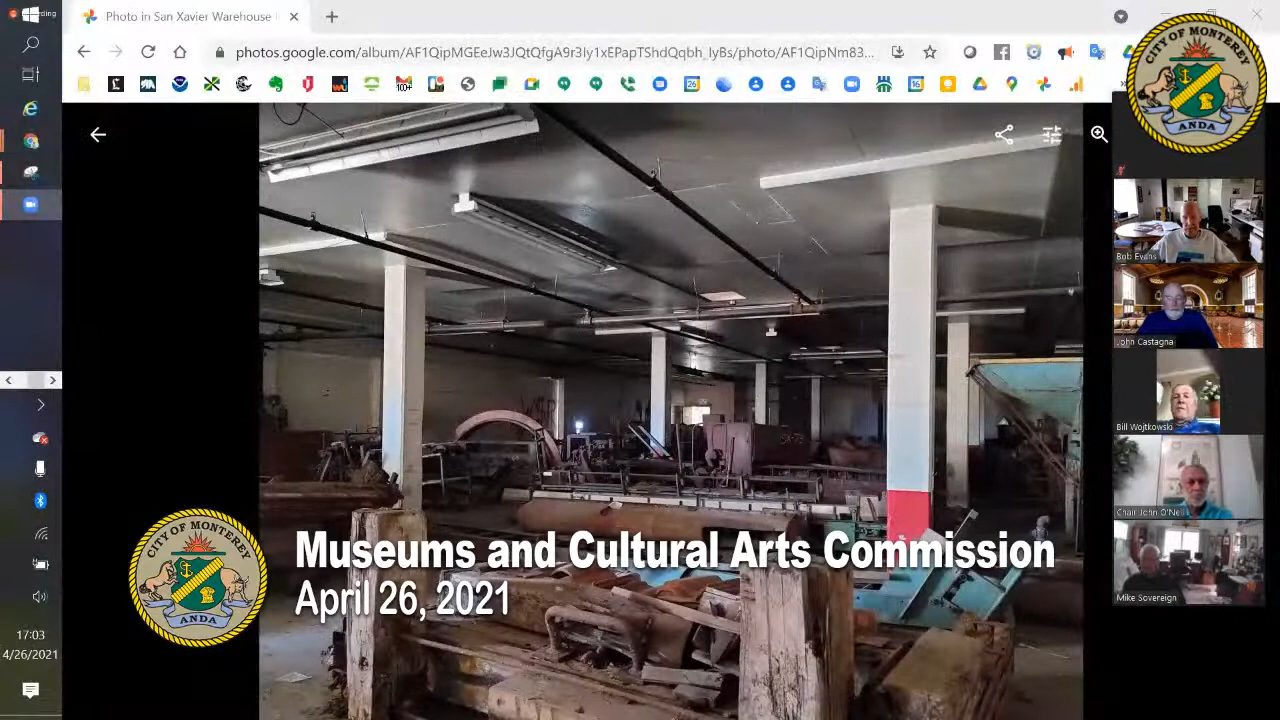 Photo in San Xavier Warehouse
photos.google.com/album/AF1QipMGEeJw3JQtQfgA9r3Iy1xEPapTShdQqbh_IyBs/photo/AF1QipNm83...
CITY OF MONTEREY
ANDA
Bob Evans
John Castagna
Bill Wojtkowski
Chair John O'Neil
Mike Sovereign
CITY OF MONTEREY
ANDA
Museums and Cultural Arts Commission
April 26, 2021
17:03
4/26/2021